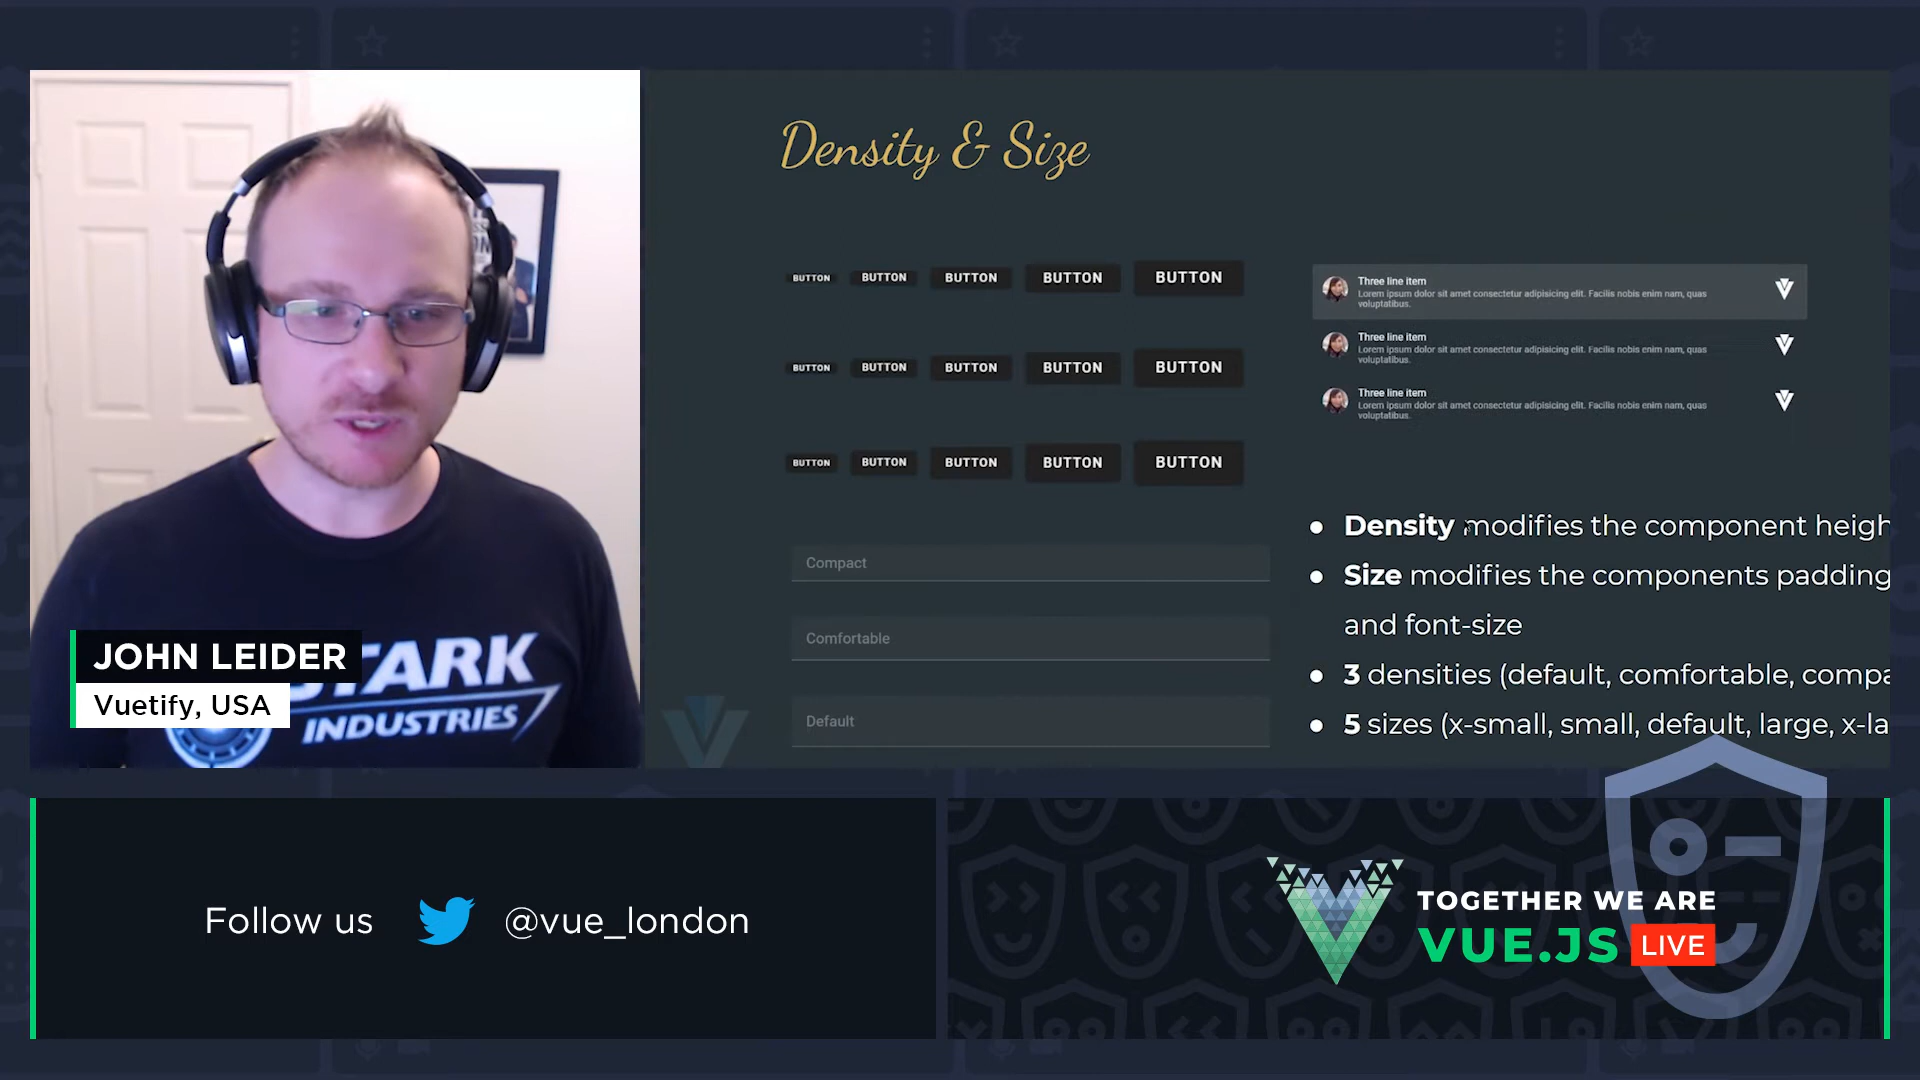 Density & Size
BUTTON BUTTON BUTTON BUTTON BUTTON
BUTTON BUTTON BUTTON BUTTON BUTTON
BUTTON BUTTON BUTTON BUTTON BUTTON
Compact
Comfortable
Default
Three line item
Lorem ipsum dolor sit amet consectetur adipisicing elit. Facilis nobis enim nam, quas
voluptatibus.
Three line item
Lorem ipsum dolor sit amet consectetur adipisicing elit. Facilis nobis enim nam, quas
voluptatibus.
Three line item
Lorem ipsum dolor sit amet consectetur adipisicing elit. Facilis nobis enim nam, quas
voluptatibus.
• Density modifies the component heigh
• Size modifies the components padding
and font-size
• 3 densities (default, comfortable, compa
• 5 sizes (x-small, small, default, large, x-la
JOHN LEIDER
Vuetify, USA
STARK
INDUSTRIES
Follow us @vue_london
TOGETHER WE ARE
VUE.JS LIVE